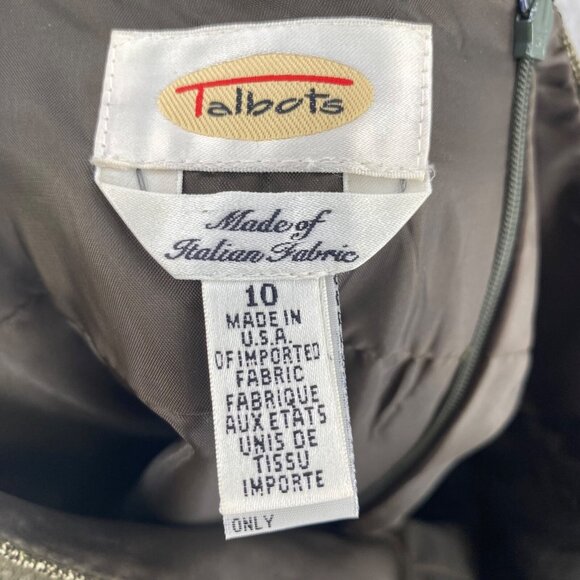 Talbots
Made of
Italian Fabric
10
MADE IN
U.S.A.
OF IMPORTED
FABRIC
FABRIQUE
AUX ETATS
UNIS DE
TISSU
IMPORTE
ONLY